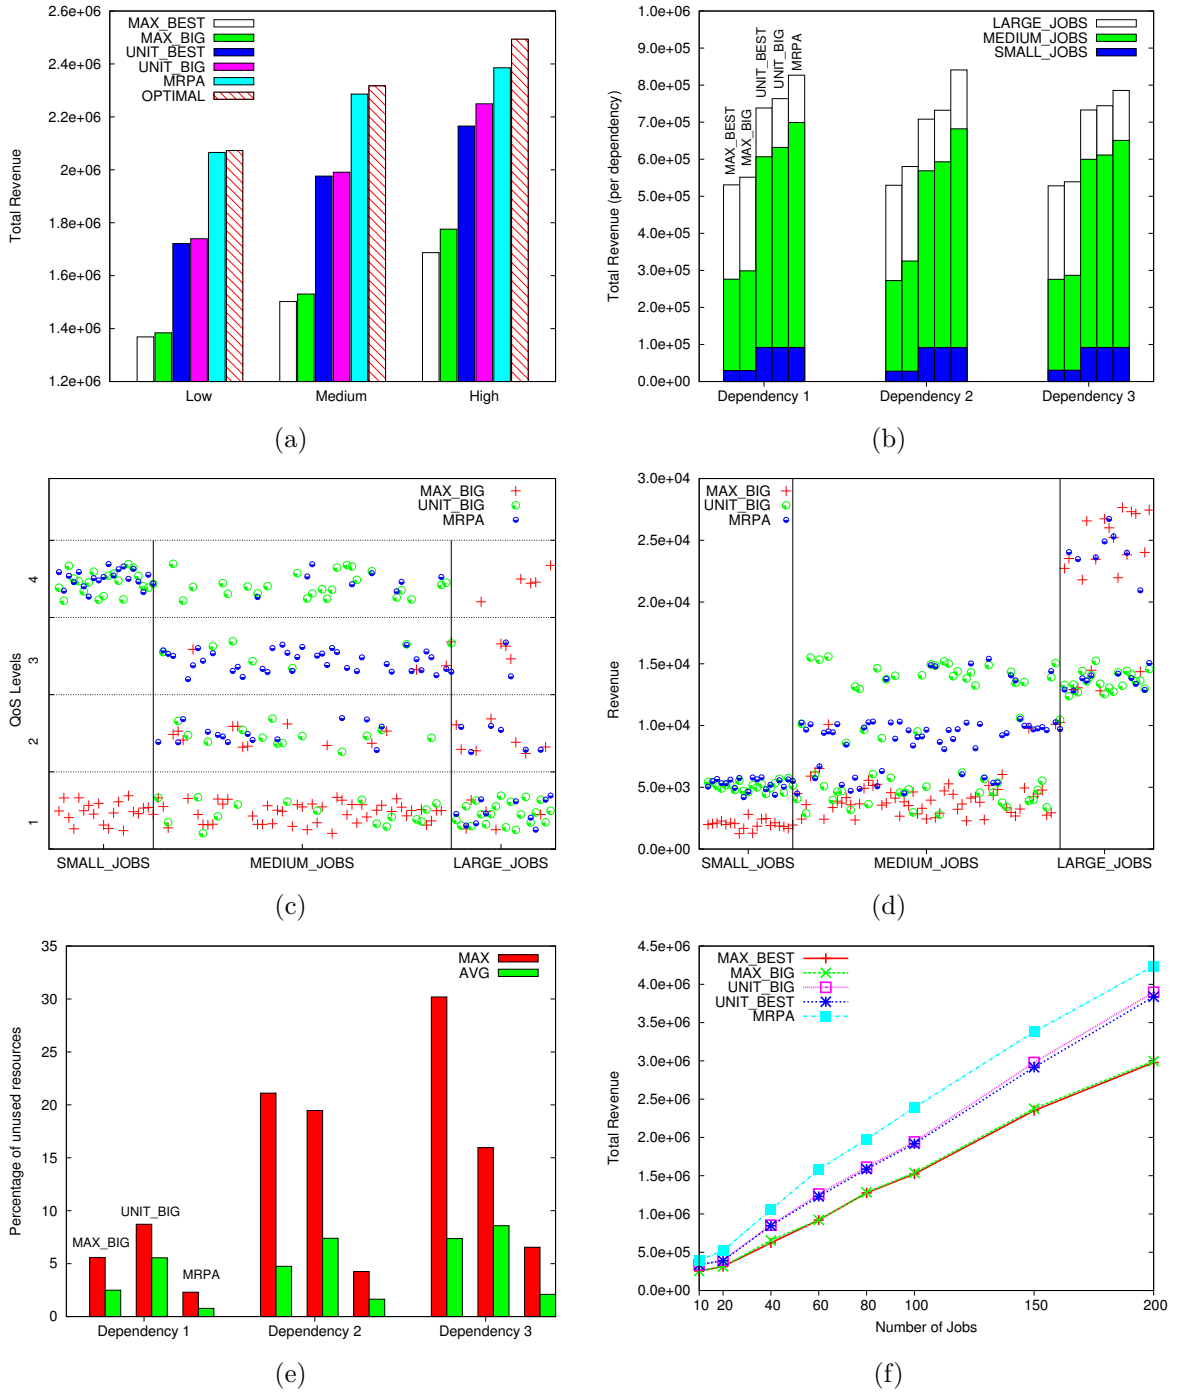 2.6e+06
2.4e+06
2.2e+06
2e+06
1.8e+06
1.6e+06
1.4e+06
1.2e+06
Total Revenue
MAX_BEST
MAX_BIG
UNIT_BEST
UNIT_BIG
MRPA
OPTIMAL
Low Medium High
(a)
1.0e+06
9.0e+05
8.0e+05
7.0e+05
6.0e+05
5.0e+05
4.0e+05
3.0e+05
2.0e+05
1.0e+05
0.0e+00
Total Revenue (per dependency)
LARGE_JOBS
MEDIUM_JOBS
SMALL_JOBS
MAX_BEST
MAX_BIG
UNIT_BEST
UNIT_BIG
MRPA
Dependency 1 Dependency 2 Dependency 3
(b)
MAX_BIG
UNIT_BIG
MRPA
QoS Levels
4
3
2
1
SMALL_JOBS MEDIUM_JOBS LARGE_JOBS
(c)
3.0e+04
2.5e+04
2.0e+04
1.5e+04
1.0e+04
5.0e+03
0.0e+00
Revenue
MAX_BIG
UNIT_BIG
MRPA
SMALL_JOBS MEDIUM_JOBS LARGE_JOBS
(d)
35
30
25
20
15
10
5
0
Percentage of unused resources
MAX
AVG
MAX_BIG
UNIT_BIG
MRPA
Dependency 1 Dependency 2 Dependency 3
(e)
4.5e+06
4.0e+06
3.5e+06
3.0e+06
2.5e+06
2.0e+06
1.5e+06
1.0e+06
5.0e+05
0.0e+00
Total Revenue
MAX_BEST
MAX_BIG
UNIT_BIG
UNIT_BEST
MRPA
10 20 40 60 80 100 150 200
Number of Jobs
(f)